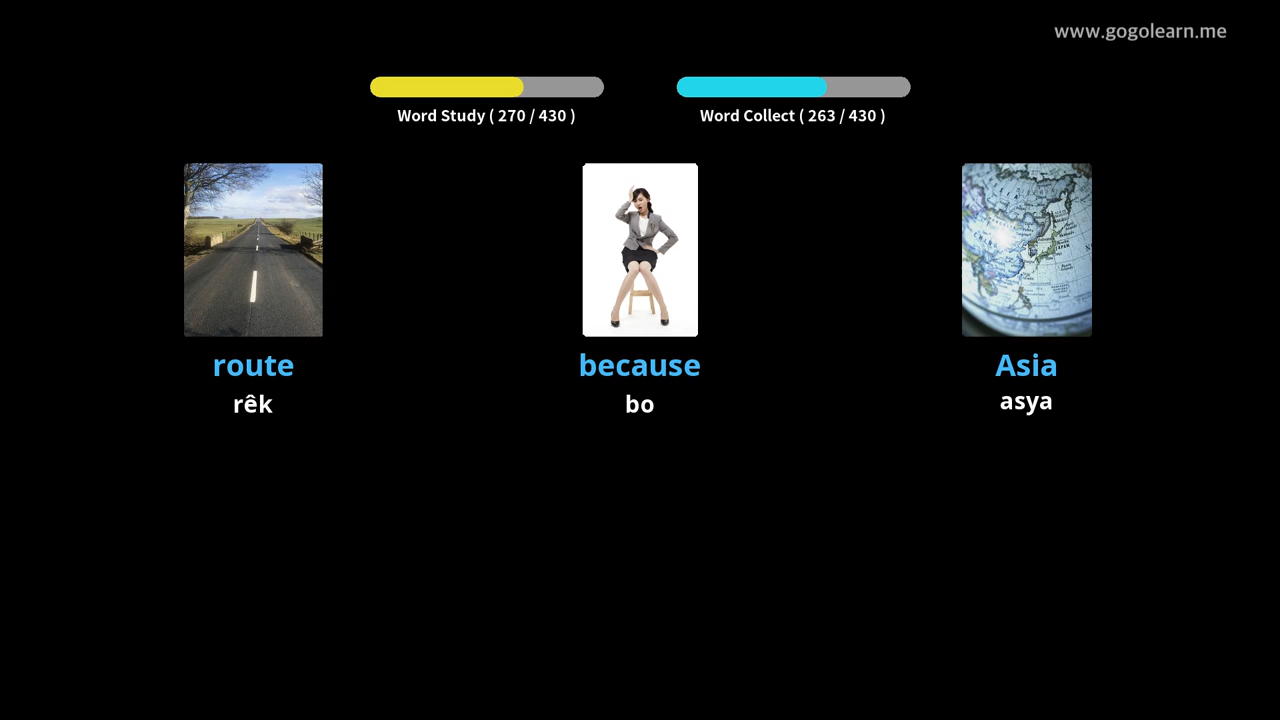 www.gogolearn.me
Word Study ( 270 / 430 )
Word Collect ( 263 / 430 )
route
because
Asia
rêk
bo
asya